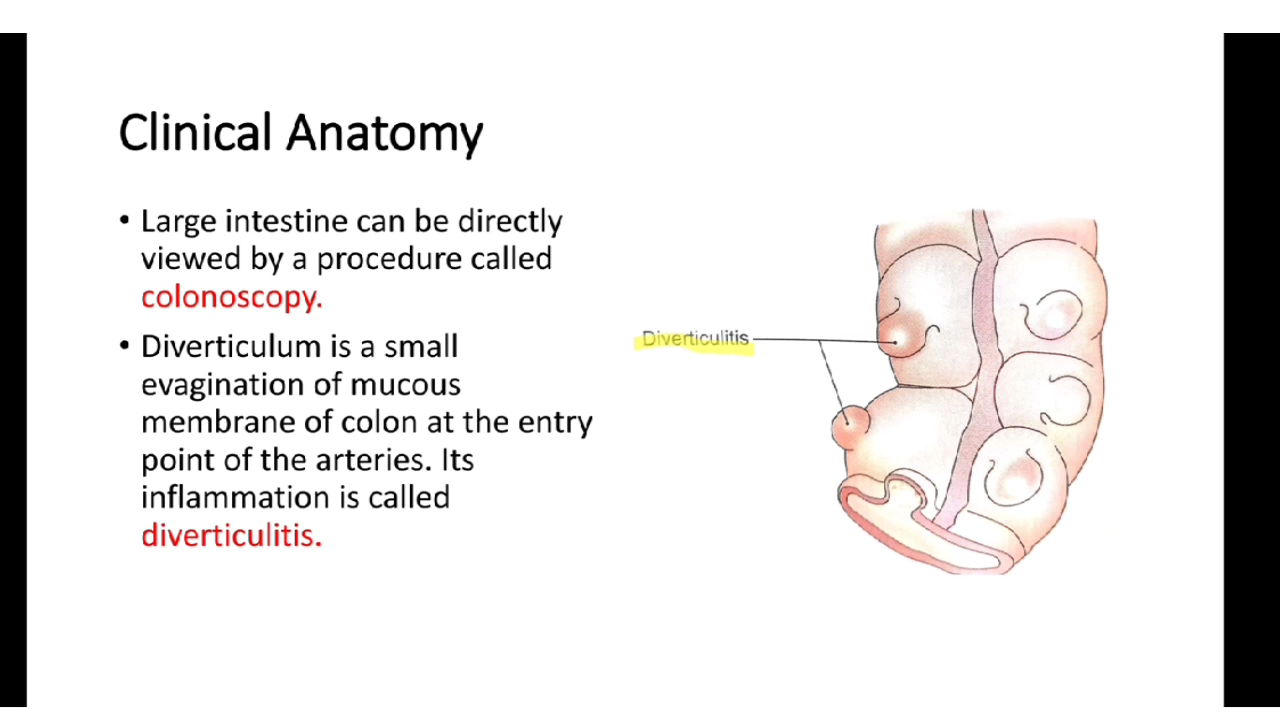 Clinical Anatomy
• Large intestine can be directly
viewed by a procedure called
colonoscopy.
• Diverticulum is a small
evagination of mucous
membrane of colon at the entry
point of the arteries. Its
inflammation is called
diverticulitis.
Diverticulitis